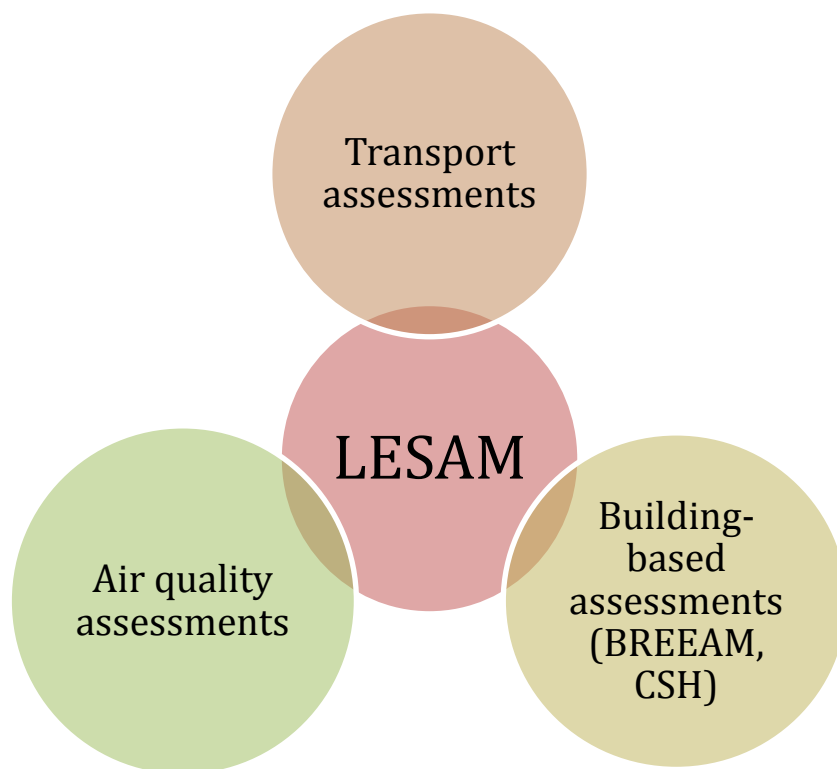 Transport
assessments
LESAM
Air quality
assessments
Building-
based
assessments
(BREEAM,
CSH)